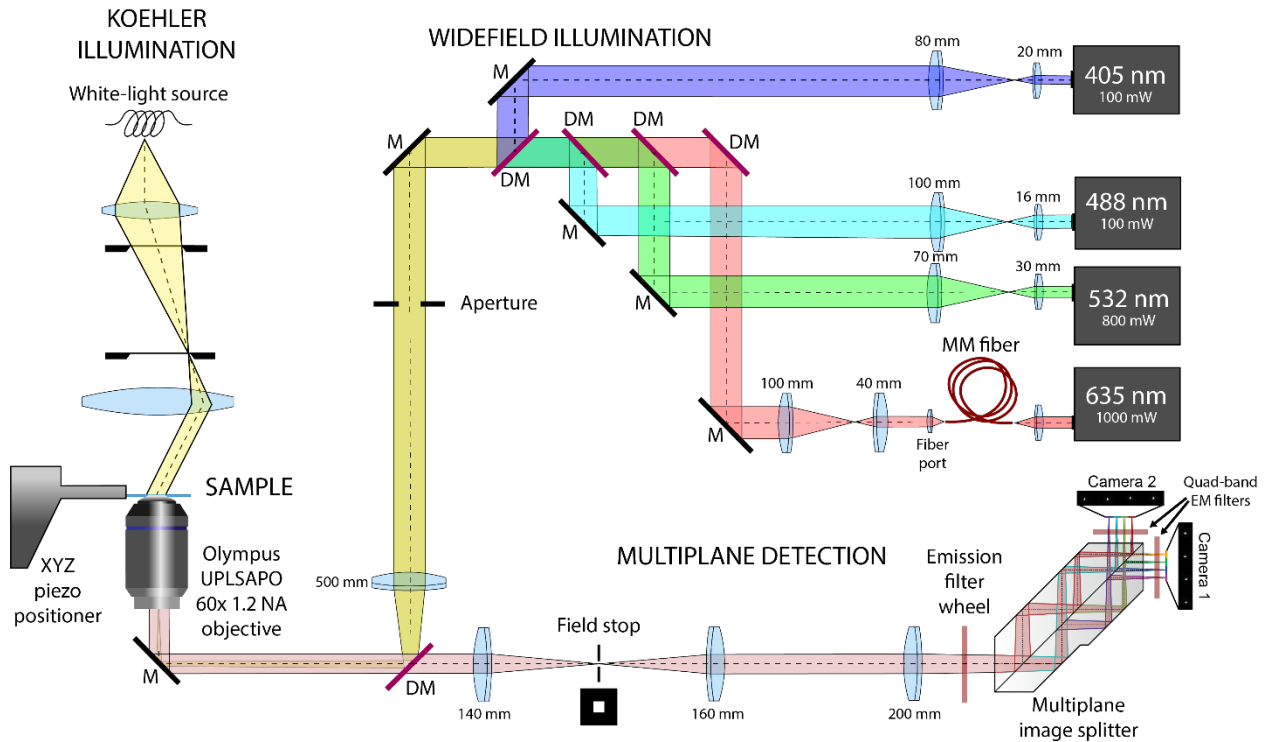 KOEHLER
ILLUMINATION
White-light source
WIDEFIELD ILLUMINATION
M
80 mm
20 mm
405 nm
100 mW
M
DM
DM
DM
DM
100 mm
16 mm
488 nm
100 mW
M
70 mm
30 mm
532 nm
800 mW
M
Aperture
MM fiber
100 mm
40 mm
635 nm
1000 mW
M
Fiber
port
SAMPLE
XYZ
piezo
positioner
Olympus
UPLSAPO
60x 1.2 NA
objective
500 mm
M
DM
MULTIPLANE DETECTION
140 mm
Field stop
160 mm
200 mm
Emission
filter
wheel
Camera 2
Quad-band
EM filters
Camera 1
Multiplane
image splitter